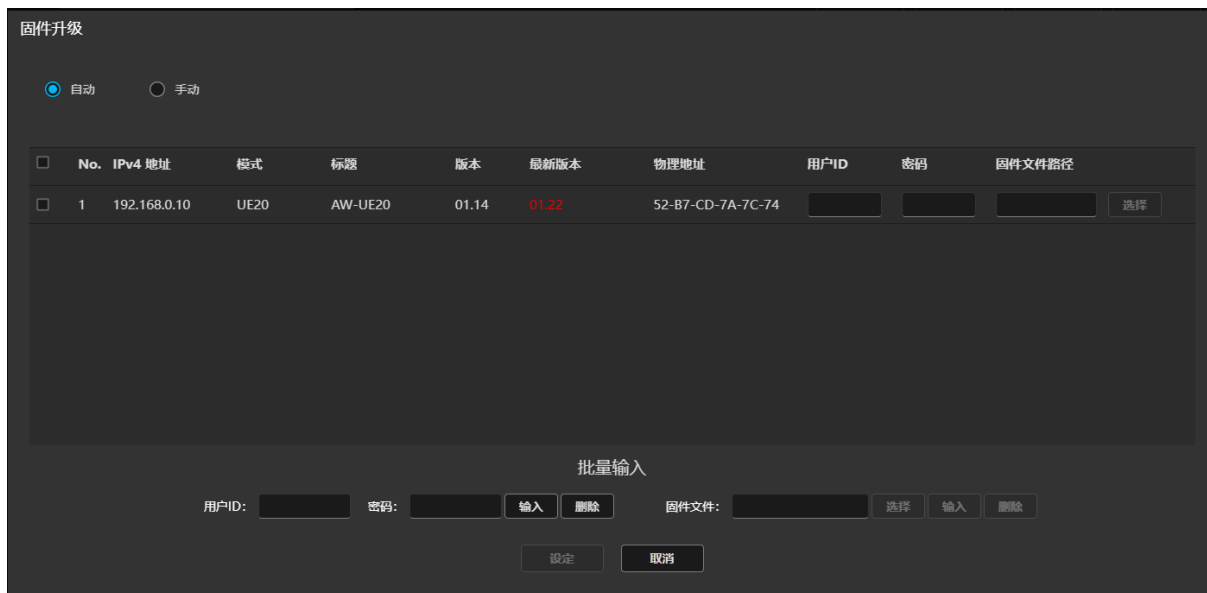 固件升级
自动 手动
No. IPv4 地址 模式 标题 版本 最新版本 物理地址 用户ID 密码 固件文件路径
1 192.168.0.10 UE20 AW-UE20 01.14 01.22 52-B7-CD-7A-7C-74 选择
批量输入
用户ID: 密码: 输入 删除 固件文件: 选择 输入 删除
设定 取消